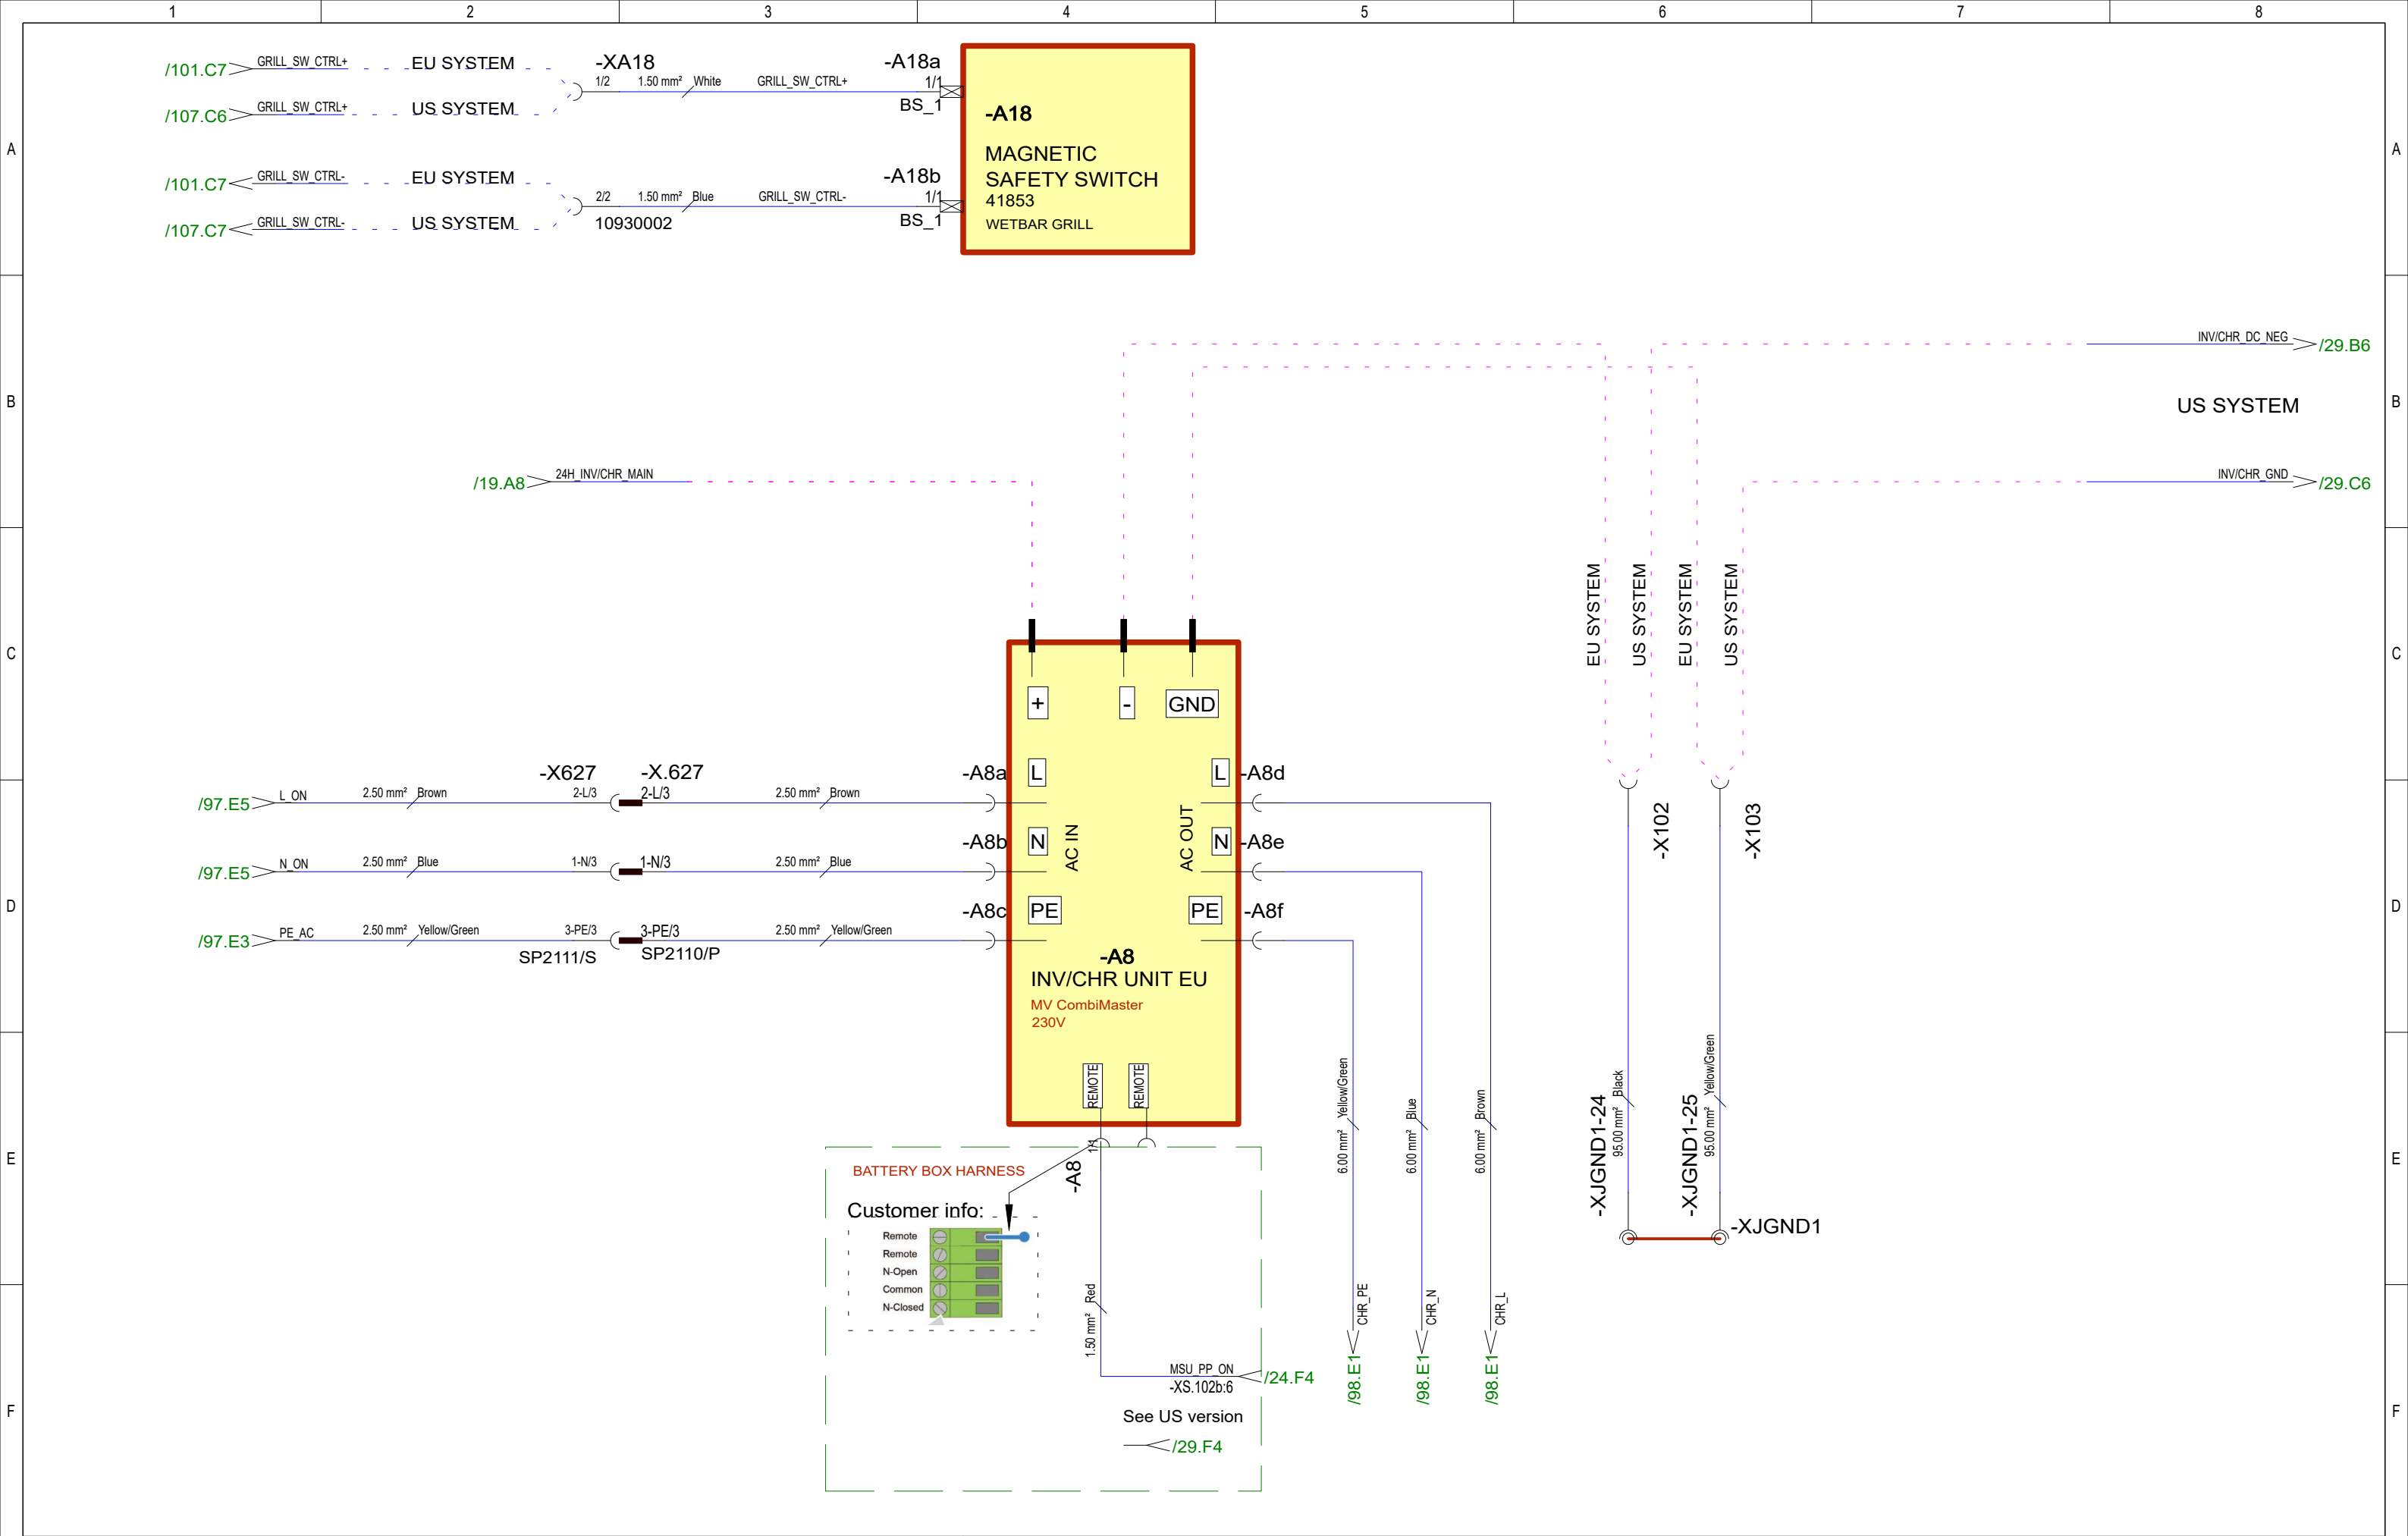 1 2 3 4 5 6 7 8
A A
B B
C C
D D
E E
F F
/101.C7 GRILL_SW_CTRL+ EU SYSTEM
/107.C6 GRILL_SW_CTRL+ US SYSTEM
-XA18
1/2 1.50 mm² White GRILL_SW_CTRL+
-A18a
1/1
BS_1
/101.C7 GRILL_SW_CTRL- EU SYSTEM
/107.C7 GRILL_SW_CTRL- US SYSTEM
2/2 1.50 mm² Blue GRILL_SW_CTRL-
10930002
-A18b
1/1
BS_1
-A18
MAGNETIC
SAFETY SWITCH
41853
WETBAR GRILL
INV/CHR_DC_NEG /29.B6
US SYSTEM
INV/CHR_GND /29.C6
/19.A8 24H_INV/CHR_MAIN
EU SYSTEM
US SYSTEM
EU SYSTEM
US SYSTEM
+ - GND
-X627 -X.627
/97.E5 L_ON 2.50 mm² Brown 2-L/3 2-L/3 2.50 mm² Brown -A8a L
/97.E5 N_ON 2.50 mm² Blue 1-N/3 1-N/3 2.50 mm² Blue -A8b N
/97.E3 PE_AC 2.50 mm² Yellow/Green 3-PE/3 3-PE/3 2.50 mm² Yellow/Green -A8c PE
SP2111/S SP2110/P
AC IN
AC OUT
L -A8d
N -A8e
PE -A8f
-A8
INV/CHR UNIT EU
MV CombiMaster
230V
REMOTE REMOTE
1/1
-A8
-X102
-X103
BATTERY BOX HARNESS
Customer info:
Remote
Remote
N-Open
Common
N-Closed
1.50 mm² Red
MSU_PP_ON
-XS.102b:6
/24.F4
See US version
/29.F4
6.00 mm² Yellow/Green
CHR_PE
/98.E1
6.00 mm² Blue
CHR_N
/98.E1
6.00 mm² Brown
CHR_L
/98.E1
-XJGND1-24
95.00 mm² Black
-XJGND1-25
95.00 mm² Yellow/Green
-XJGND1